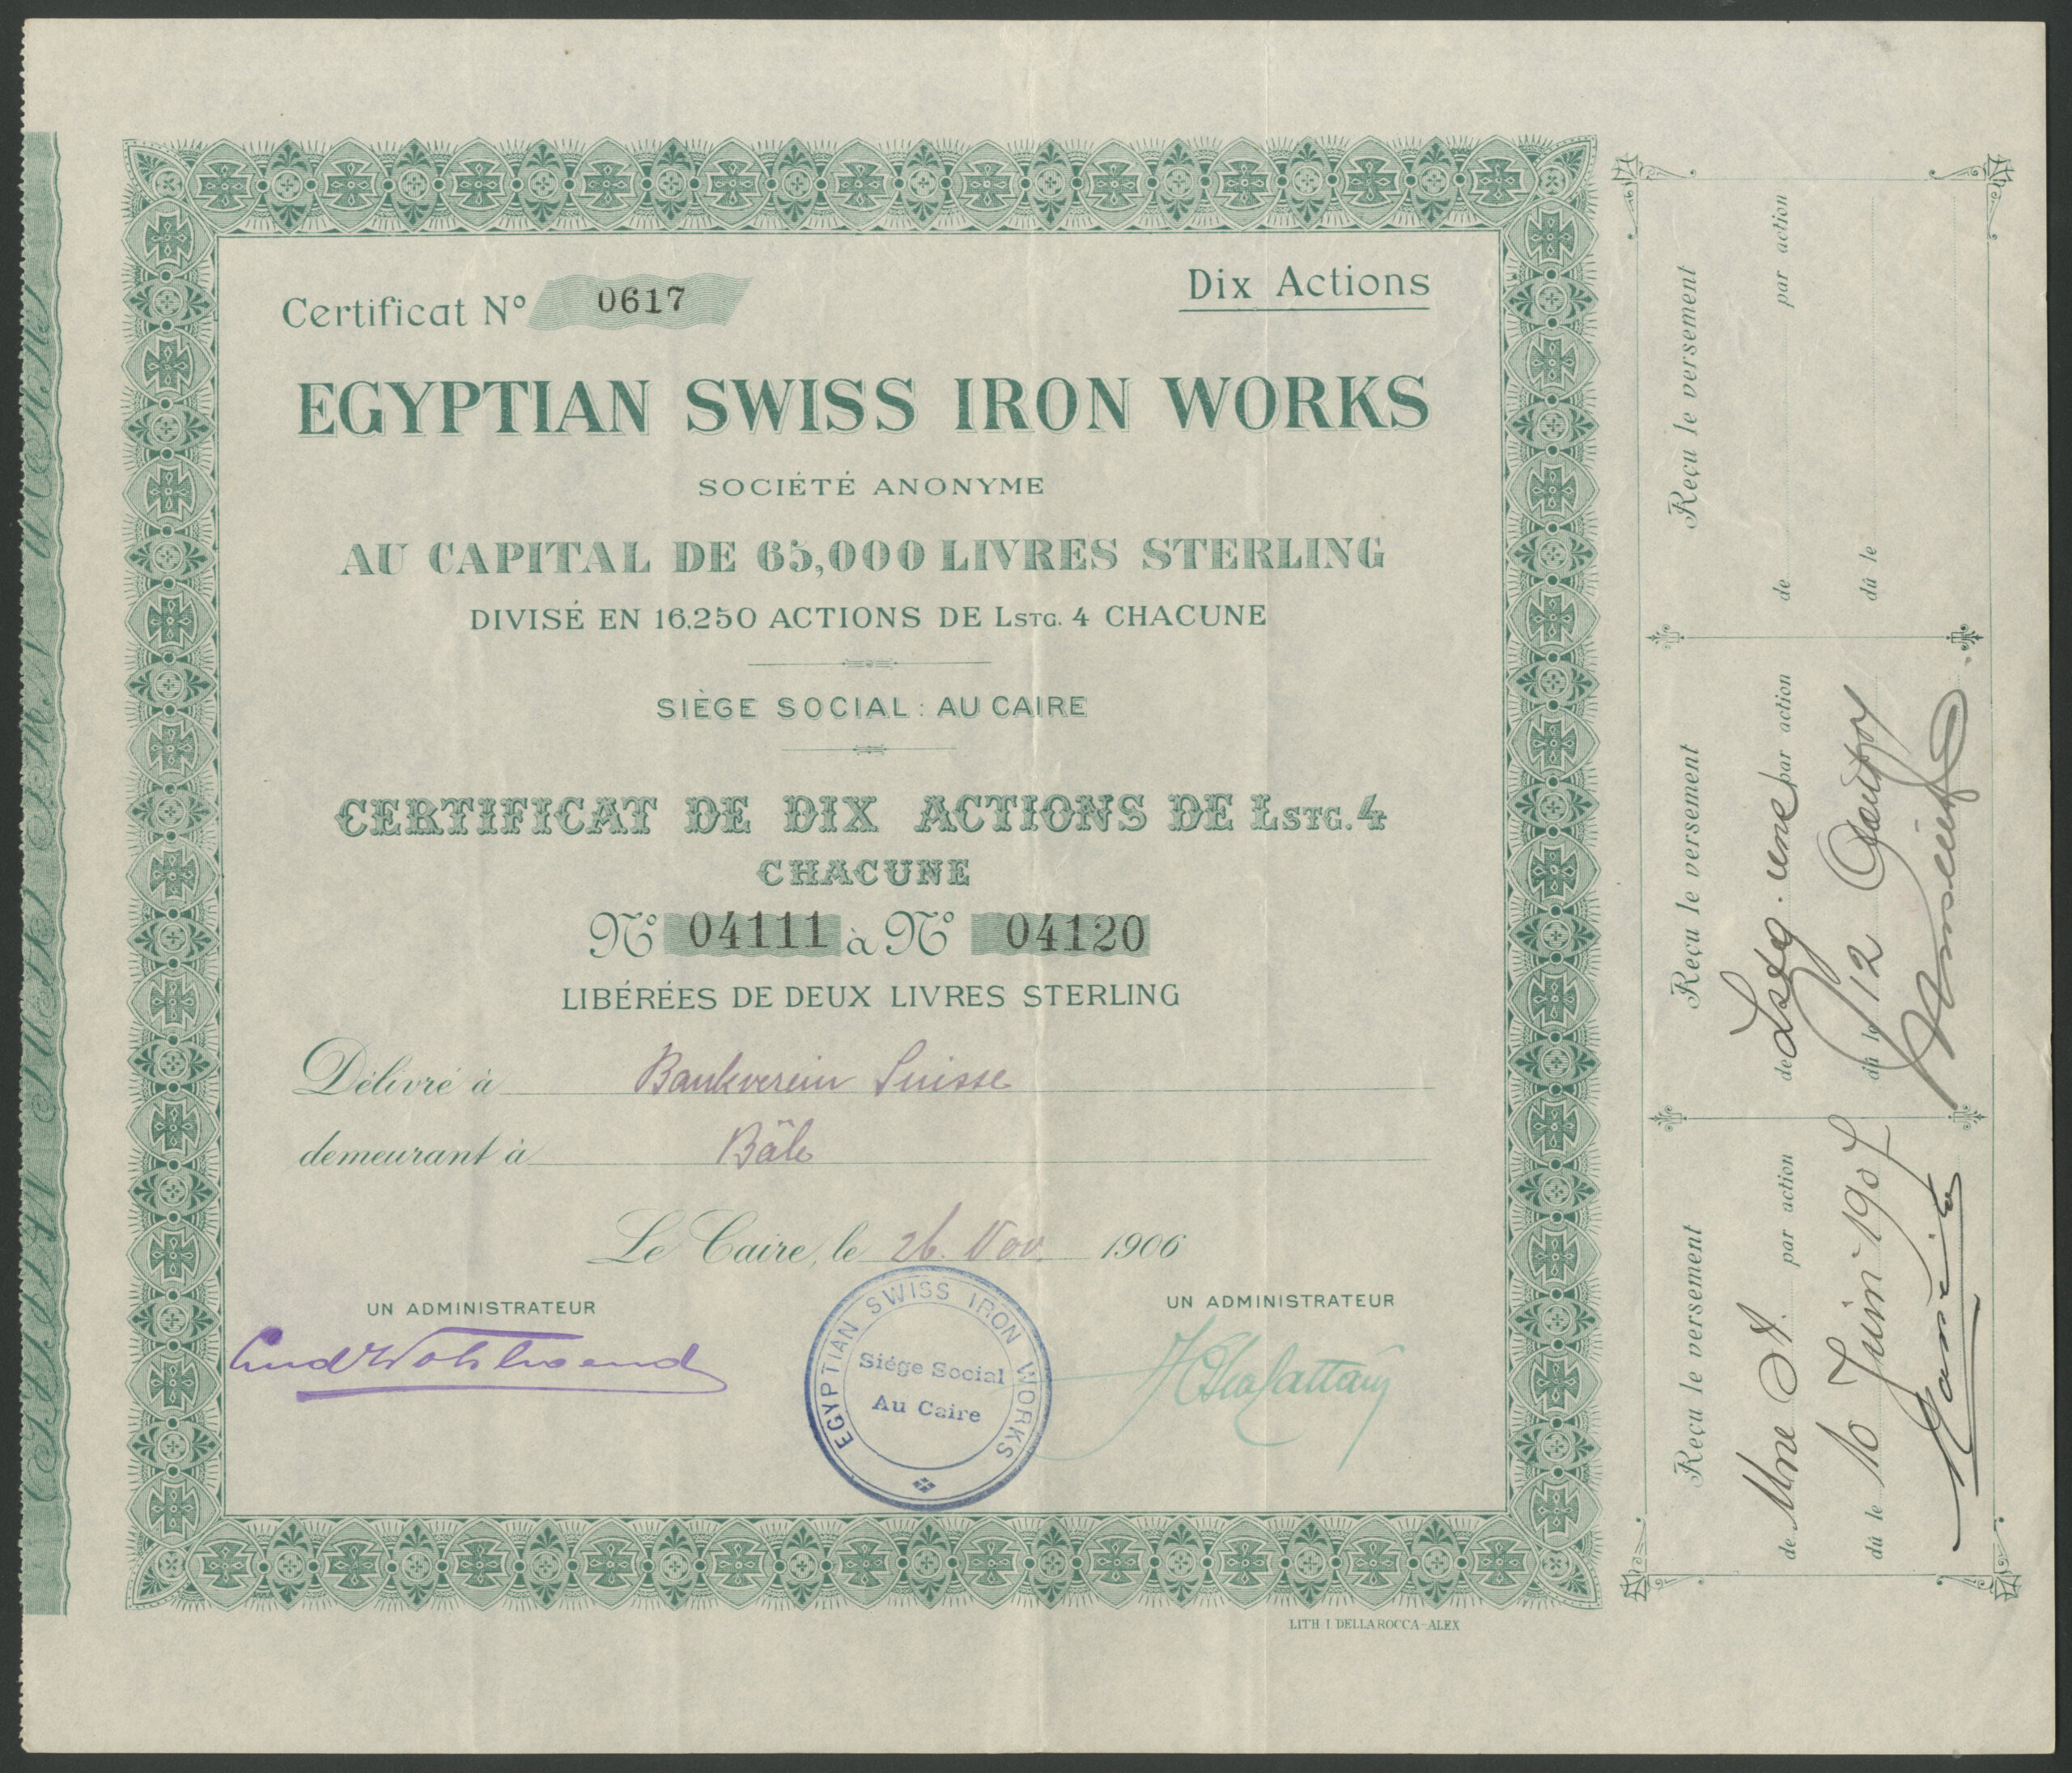 Certificat Nº 0617
Dix Actions
EGYPTIAN SWISS IRON WORKS
SOCIÉTÉ ANONYME
AU CAPITAL DE 65,000 LIVRES STERLING
DIVISÉ EN 16,250 ACTIONS DE LSTG. 4 CHACUNE
SIÈGE SOCIAL : AU CAIRE
CERTIFICAT DE DIX ACTIONS DE LSTG. 4
CHACUNE
Nº 04111 à Nº 04120
LIBÉRÉES DE DEUX LIVRES STERLING
Délivré à Bankverein Suisse
demeurant à Bâle
Le Caire, le 26. Nov. 1906
UN ADMINISTRATEUR
UN ADMINISTRATEUR
EGYPTIAN SWISS IRON WORKS
Siége Social
Au Caire
LITH I DELLAROCCA-ALEX
Reçu le versement
de par action
dû le
Reçu le versement
de Lstg. une par action
dû le 12
Reçu le versement
de Une par action
dû le 10 Juin 1907